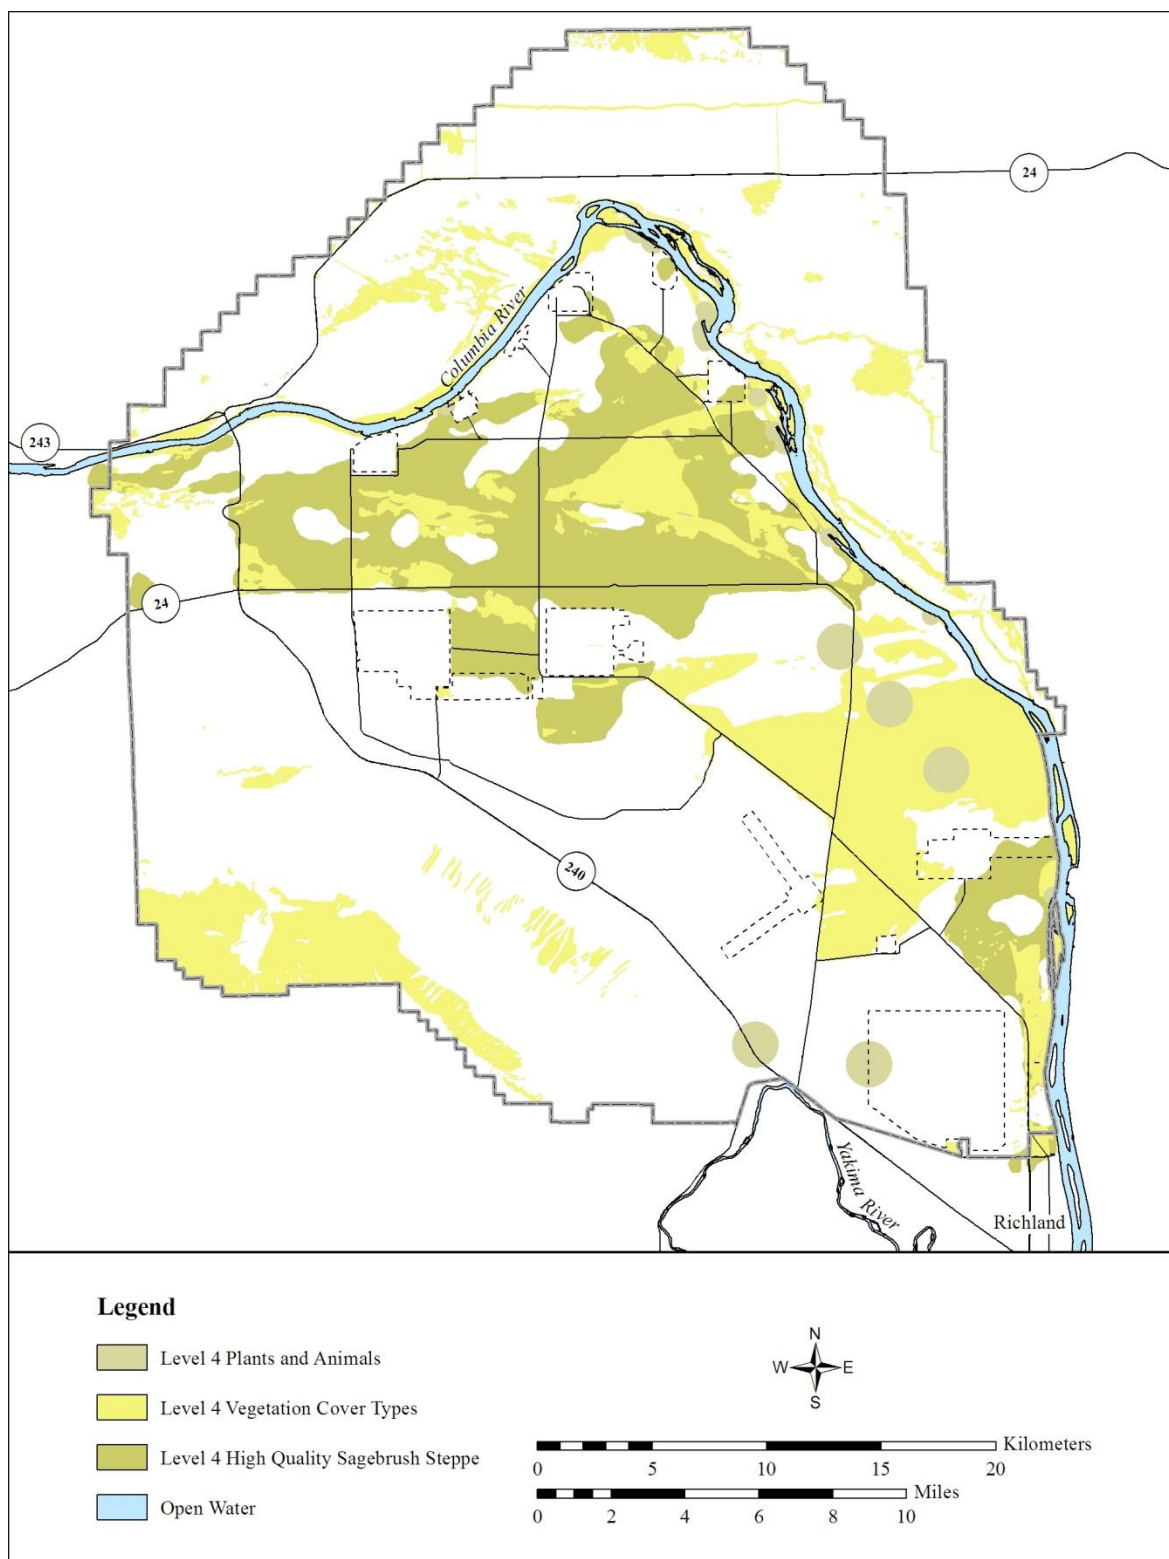 24
Columbia River
243
24
240
Yakima River
Richland
Legend
Level 4 Plants and Animals
Level 4 Vegetation Cover Types
Level 4 High Quality Sagebrush Steppe
Open Water
N
W E
S
Kilometers
0 5 10 15 20
Miles
0 2 4 6 8 10